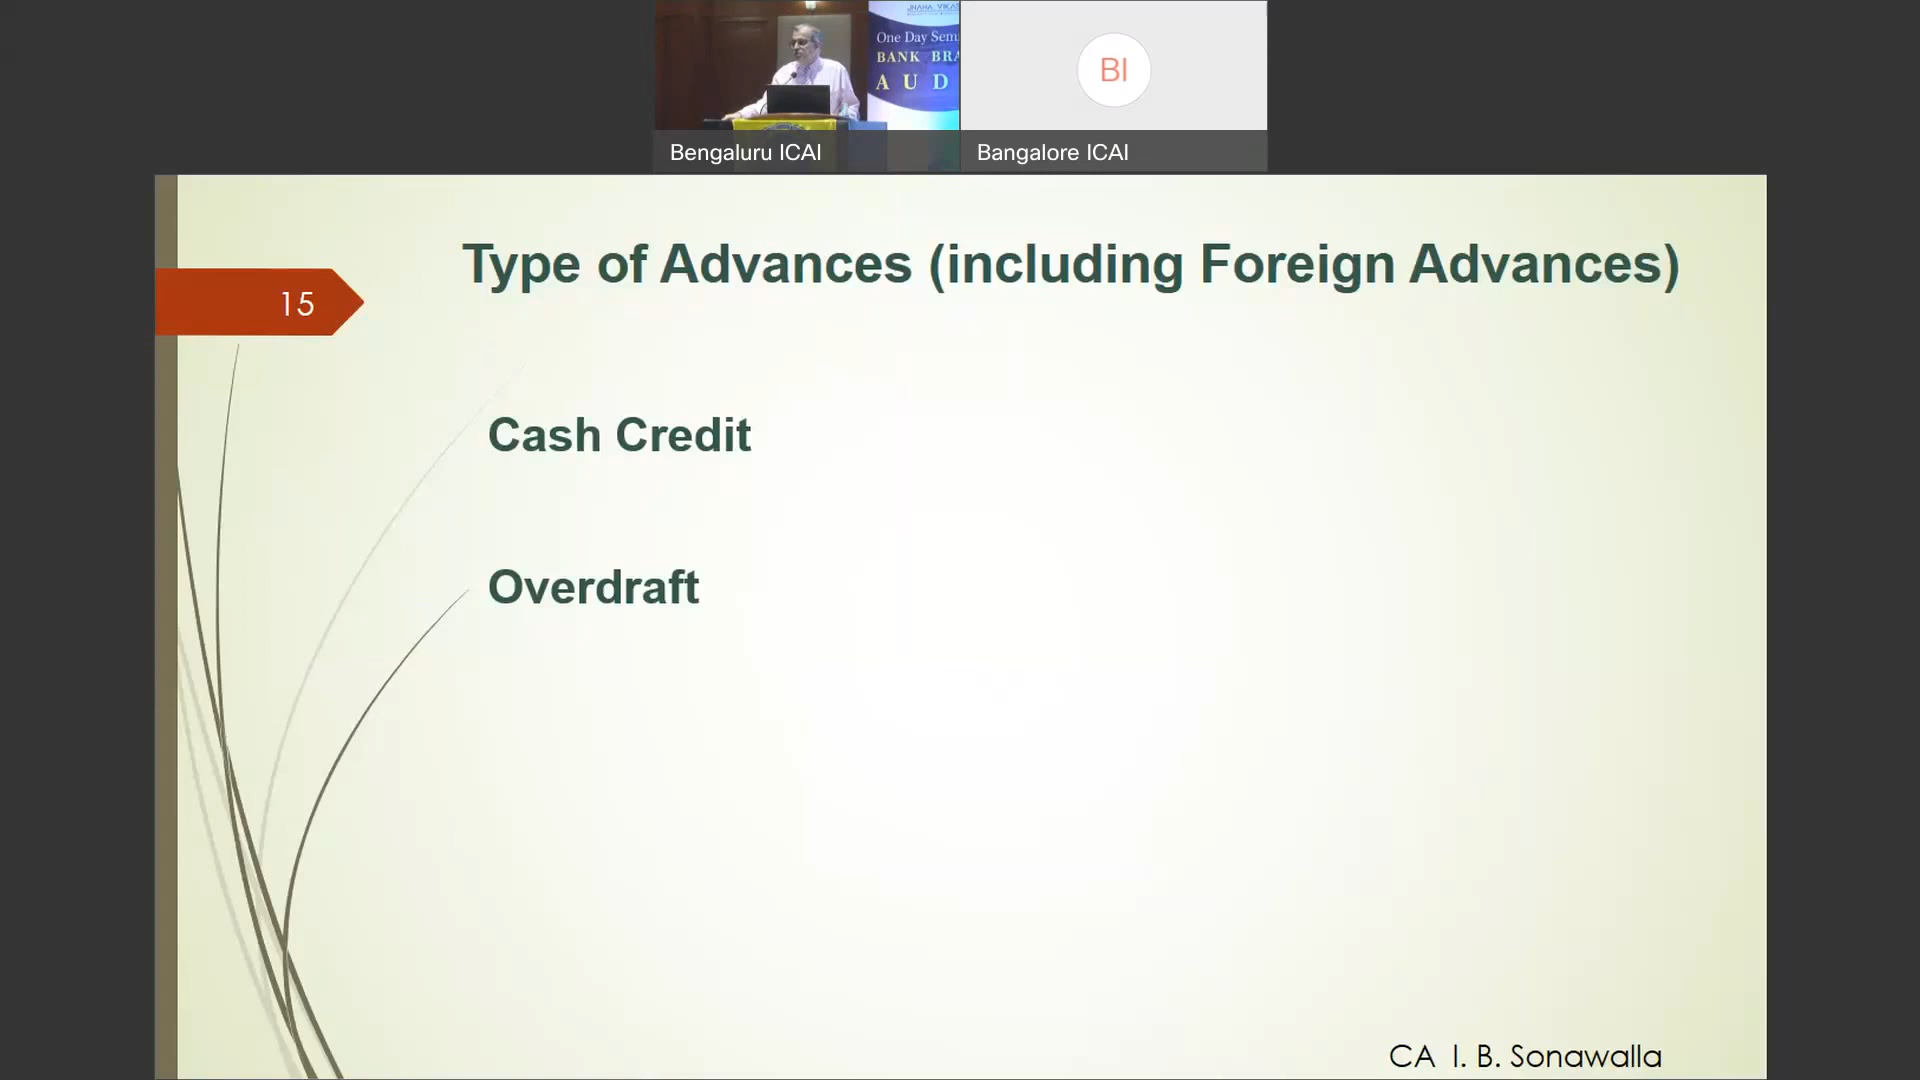 One Day Sem
BANK BRA
A U D
BI
Bengaluru ICAI
Bangalore ICAI
Type of Advances (including Foreign Advances)
15
Cash Credit
Overdraft
CA I. B. Sonawalla